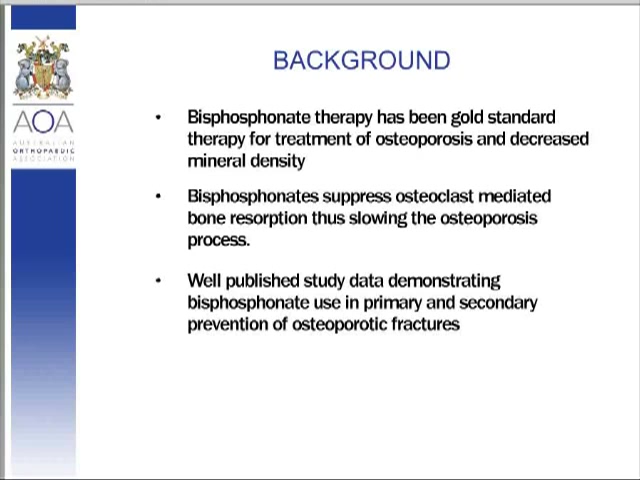 BACKGROUND
• Bisphosphonate therapy has been gold standard
therapy for treatment of osteoporosis and decreased
mineral density
• Bisphosphonates suppress osteoclast mediated
bone resorption thus slowing the osteoporosis
process.
• Well published study data demonstrating
bisphosphonate use in primary and secondary
prevention of osteoporotic fractures
AOA
AUSTRALIAN
ORTHOPAEDIC
ASSOCIATION